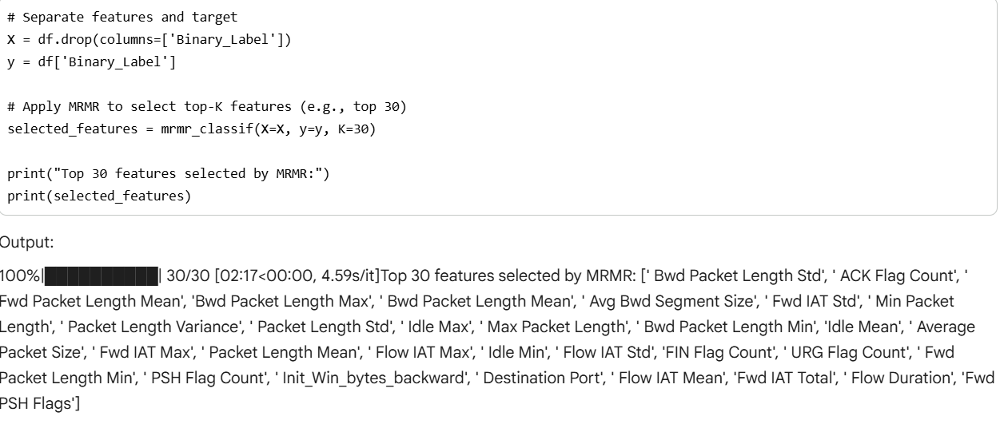 # Separate features and target
X = df.drop(columns=['Binary_Label'])
y = df['Binary_Label']
# Apply MRMR to select top-K features (e.g., top 30)
selected_features = mrmr_classif(X=X, y=y, K=30)
print("Top 30 features selected by MRMR:")
print(selected_features)
Output:
100%|██████████| 30/30 [02:17<00:00, 4.59s/it]Top 30 features selected by MRMR: [' Bwd Packet Length Std', ' ACK Flag Count', '
Fwd Packet Length Mean', 'Bwd Packet Length Max', ' Bwd Packet Length Mean', ' Avg Bwd Segment Size', ' Fwd IAT Std', ' Min Packet
Length', ' Packet Length Variance', ' Packet Length Std', ' Idle Max', ' Max Packet Length', ' Bwd Packet Length Min', 'Idle Mean', ' Average
Packet Size', ' Fwd IAT Max', ' Packet Length Mean', ' Flow IAT Max', ' Idle Min', ' Flow IAT Std', 'FIN Flag Count', ' URG Flag Count', ' Fwd
Packet Length Min', ' PSH Flag Count', ' Init_Win_bytes_backward', ' Destination Port', ' Flow IAT Mean', 'Fwd IAT Total', ' Flow Duration', 'Fwd
PSH Flags']